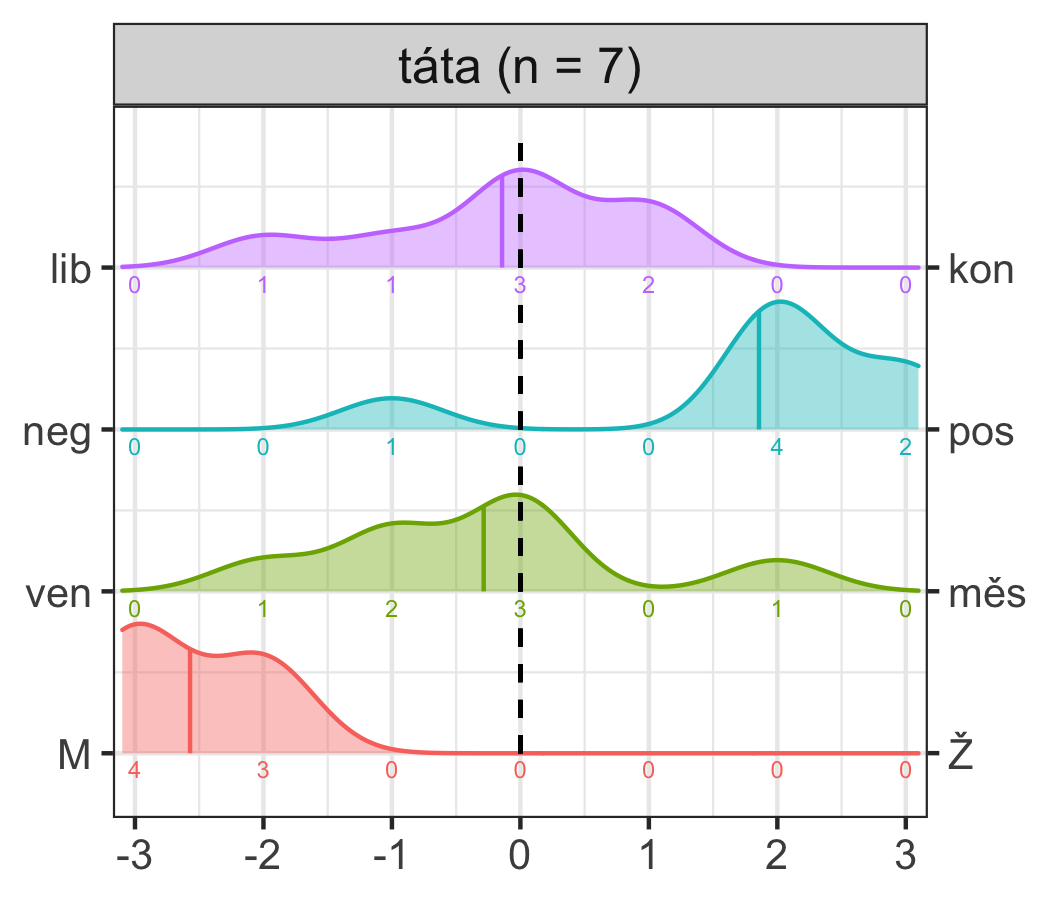 táta (n = 7)
lib kon
0 1 1 3 2 0 0
neg pos
0 0 1 0 0 4 2
ven měs
0 1 2 3 0 1 0
M Ž
4 3 0 0 0 0 0
-3 -2 -1 0 1 2 3